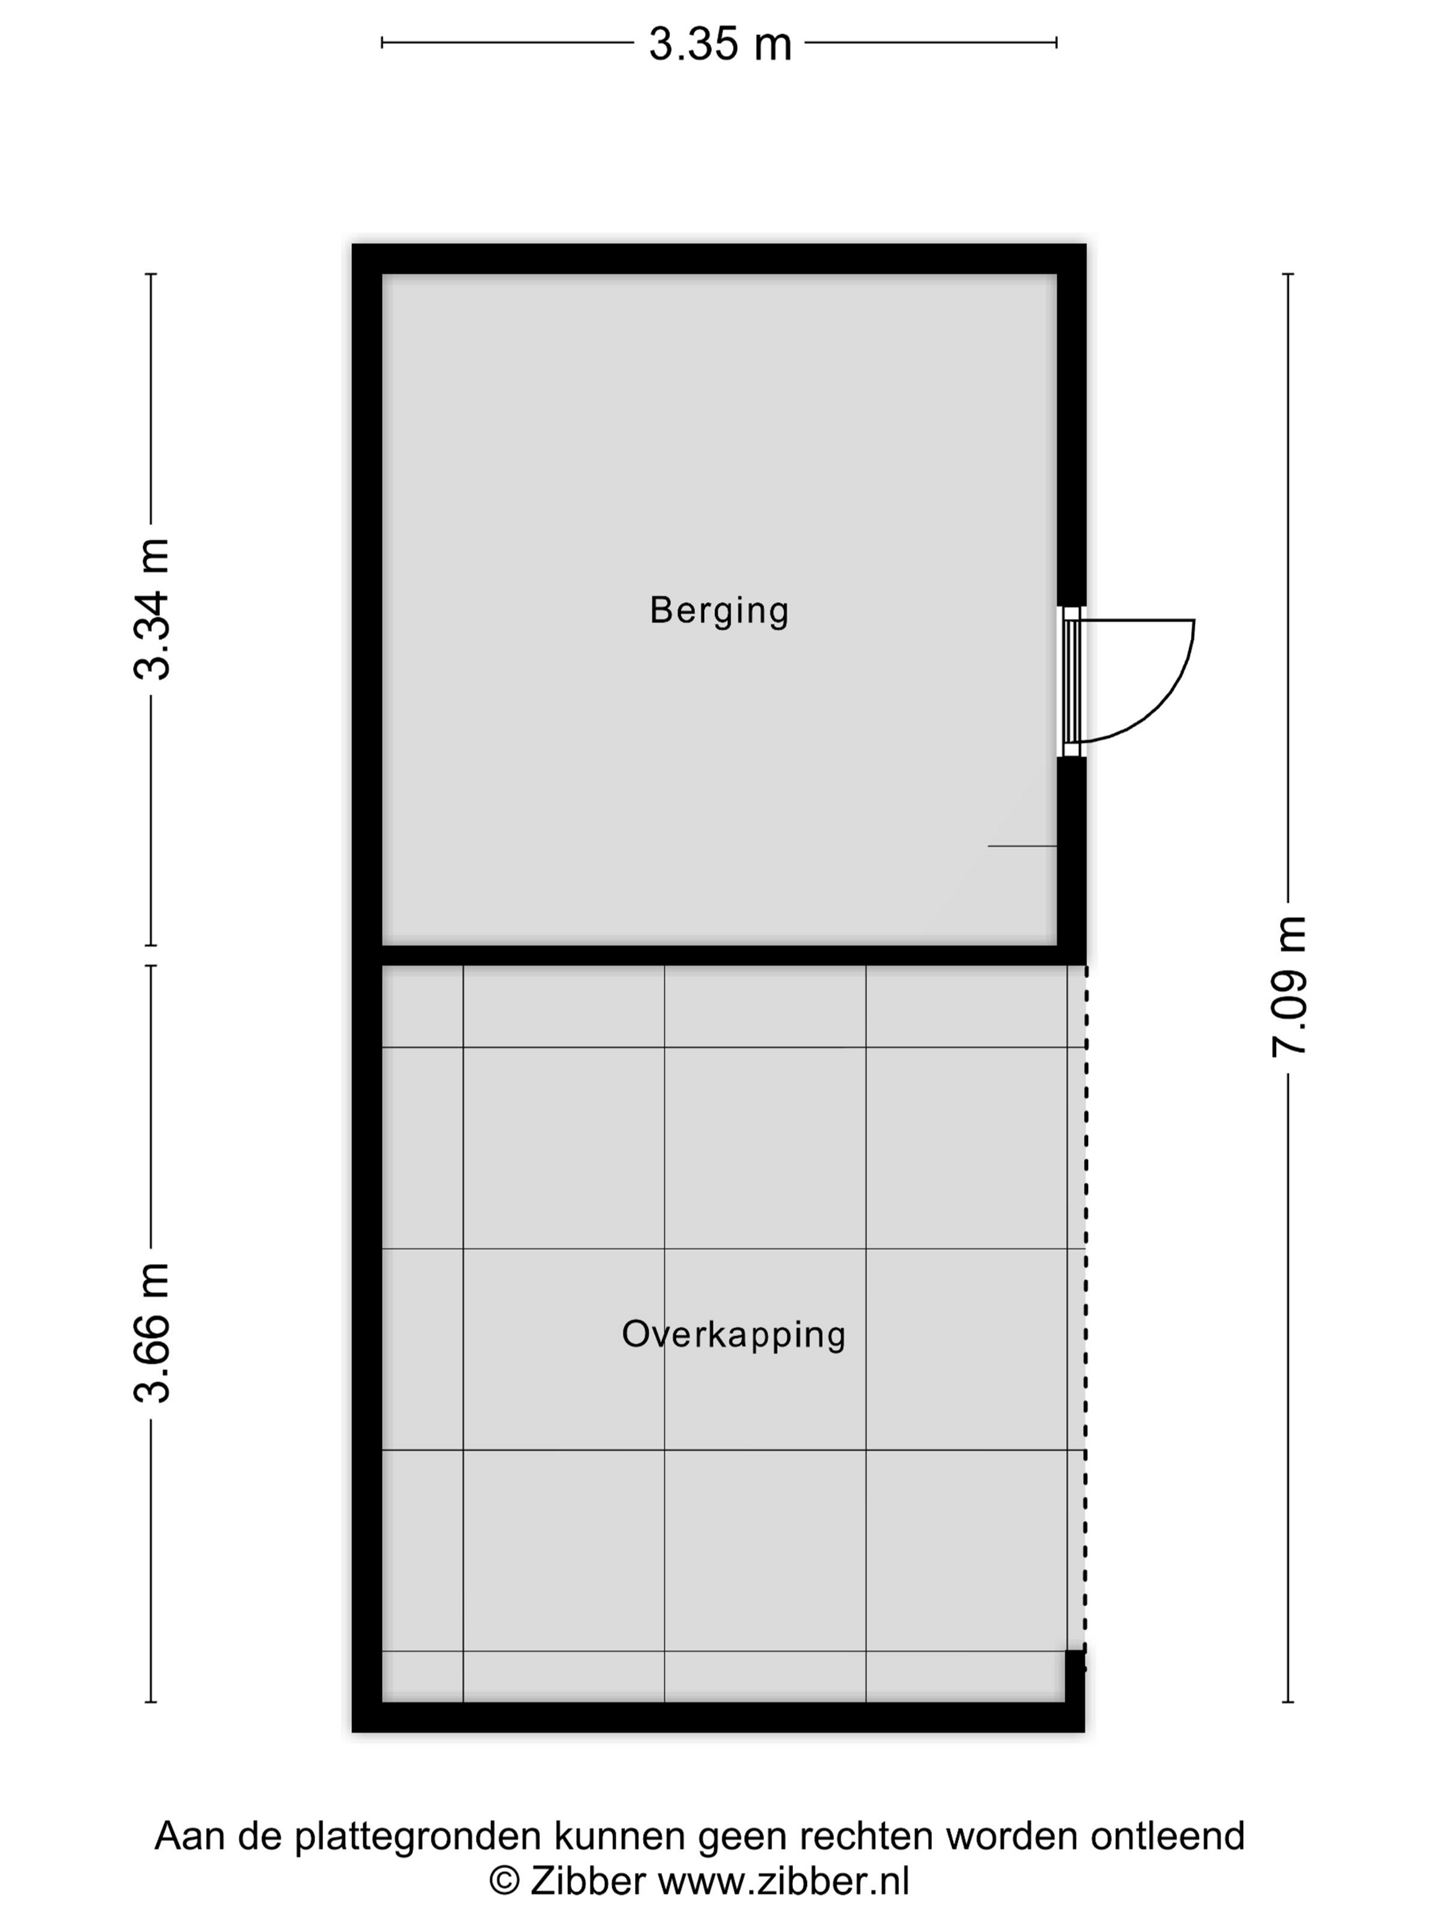 3.35 m
3.34 m
Berging
7.09 m
3.66 m
Overkapping
Aan de plattegronden kunnen geen rechten worden ontleend
© Zibber www.zibber.nl